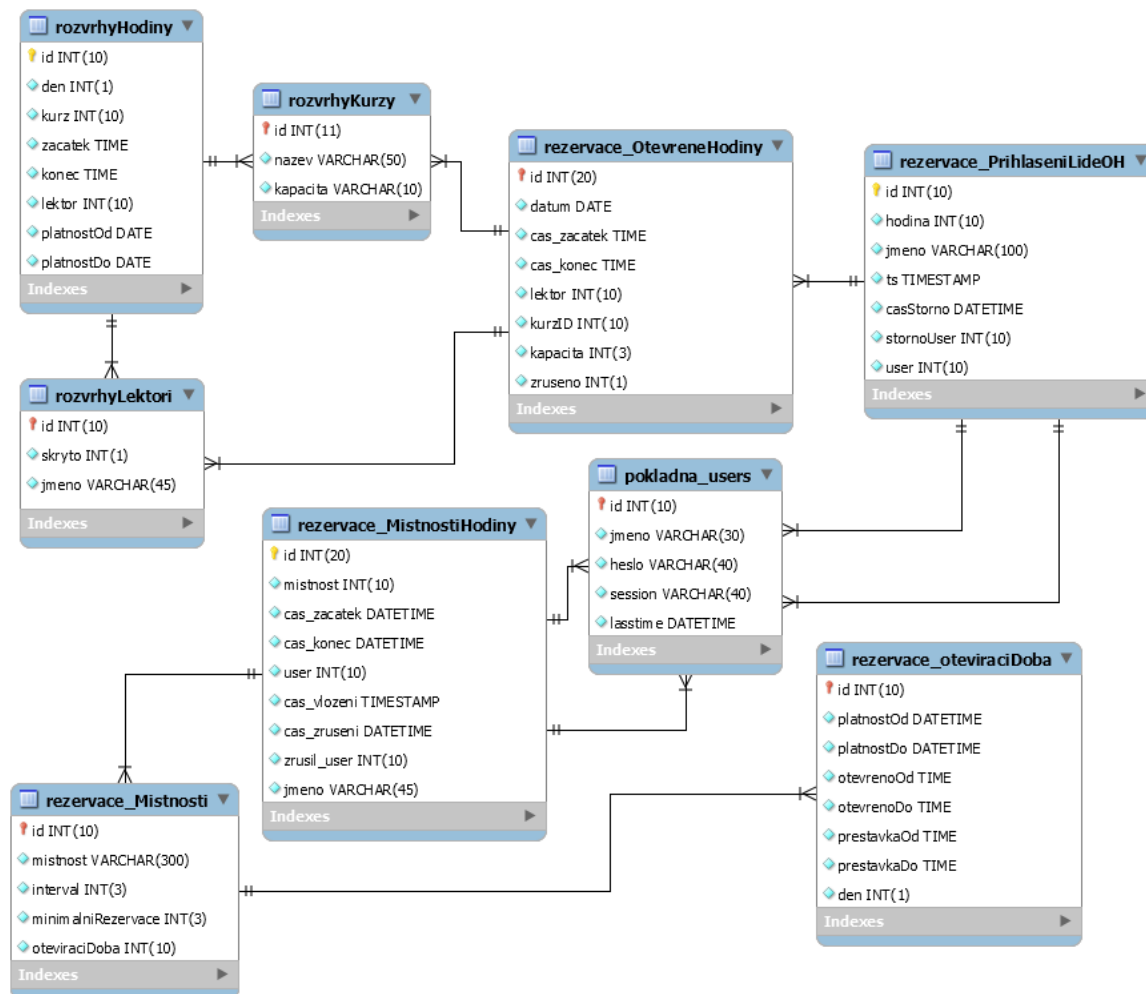 rozvrhyHodiny
id INT(10)
den INT(1)
kurz INT(10)
zacatek TIME
konec TIME
lektor INT(10)
platnostOd DATE
platnostDo DATE
Indexes
rozvrhyKurzy
id INT(11)
nazev VARCHAR(50)
kapacita VARCHAR(10)
Indexes
rezervace_OtevreneHodiny
id INT(20)
datum DATE
cas_zacatek TIME
cas_konec TIME
lektor INT(10)
kurzID INT(10)
kapacita INT(3)
zruseno INT(1)
Indexes
rezervace_PrihlaseniLideOH
id INT(10)
hodina INT(10)
jmeno VARCHAR(100)
ts TIMESTAMP
casStorno DATETIME
stornoUser INT(10)
user INT(10)
Indexes
rozvrhyLektori
id INT(10)
skryto INT(1)
jmeno VARCHAR(45)
Indexes
rezervace_MistnostiHodiny
id INT(20)
mistnost INT(10)
cas_zacatek DATETIME
cas_konec DATETIME
user INT(10)
cas_vlozeni TIMESTAMP
cas_zruseni DATETIME
zrusil_user INT(10)
jmeno VARCHAR(45)
Indexes
pokladna_users
id INT(10)
jmeno VARCHAR(30)
heslo VARCHAR(40)
session VARCHAR(40)
lasstime DATETIME
Indexes
rezervace_oteviraciDoba
id INT(10)
platnostOd DATETIME
platnostDo DATETIME
otevrenoOd TIME
otevrenoDo TIME
prestavkaOd TIME
prestavkaDo TIME
den INT(1)
Indexes
rezervace_Mistnosti
id INT(10)
mistnost VARCHAR(300)
interval INT(3)
minimalniRezervace INT(3)
oteviraciDoba INT(10)
Indexes